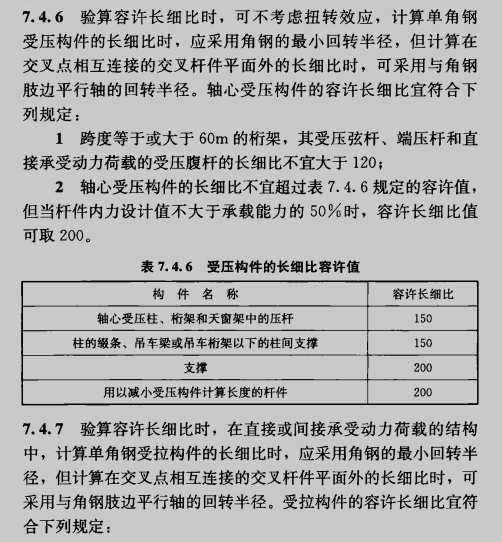 7.4.6 验算容许长细比时，可不考虑扭转效应，计算单角钢
受压构件的长细比时，应采用角钢的最小回转半径，但计算在
交叉点相互连接的交叉杆件平面外的长细比时，可采用与角钢
肢边平行轴的回转半径。轴心受压构件的容许长细比宜符合下
列规定：
1 跨度等于或大于60m的桁架，其受压弦杆、端压杆和直
接承受动力荷载的受压腹杆的长细比不宜大于120；
2 轴心受压构件的长细比不宜超过表7.4.6规定的容许值，
但当杆件内力设计值不大于承载能力的50%时，容许长细比值
可取200。
表7.4.6 受压构件的长细比容许值
构件名称 容许长细比
轴心受压柱、桁架和天窗架中的压杆 150
柱的缀条、吊车梁或吊车桁架以下的柱间支撑 150
支撑 200
用以减小受压构件计算长度的杆件 200
7.4.7 验算容许长细比时，在直接或间接承受动力荷载的结构
中，计算单角钢受拉构件的长细比时，应采用角钢的最小回转半
径，但计算在交叉点相互连接的交叉杆件平面外的长细比时，可
采用与角钢肢边平行轴的回转半径。受拉构件的容许长细比宜符
合下列规定：